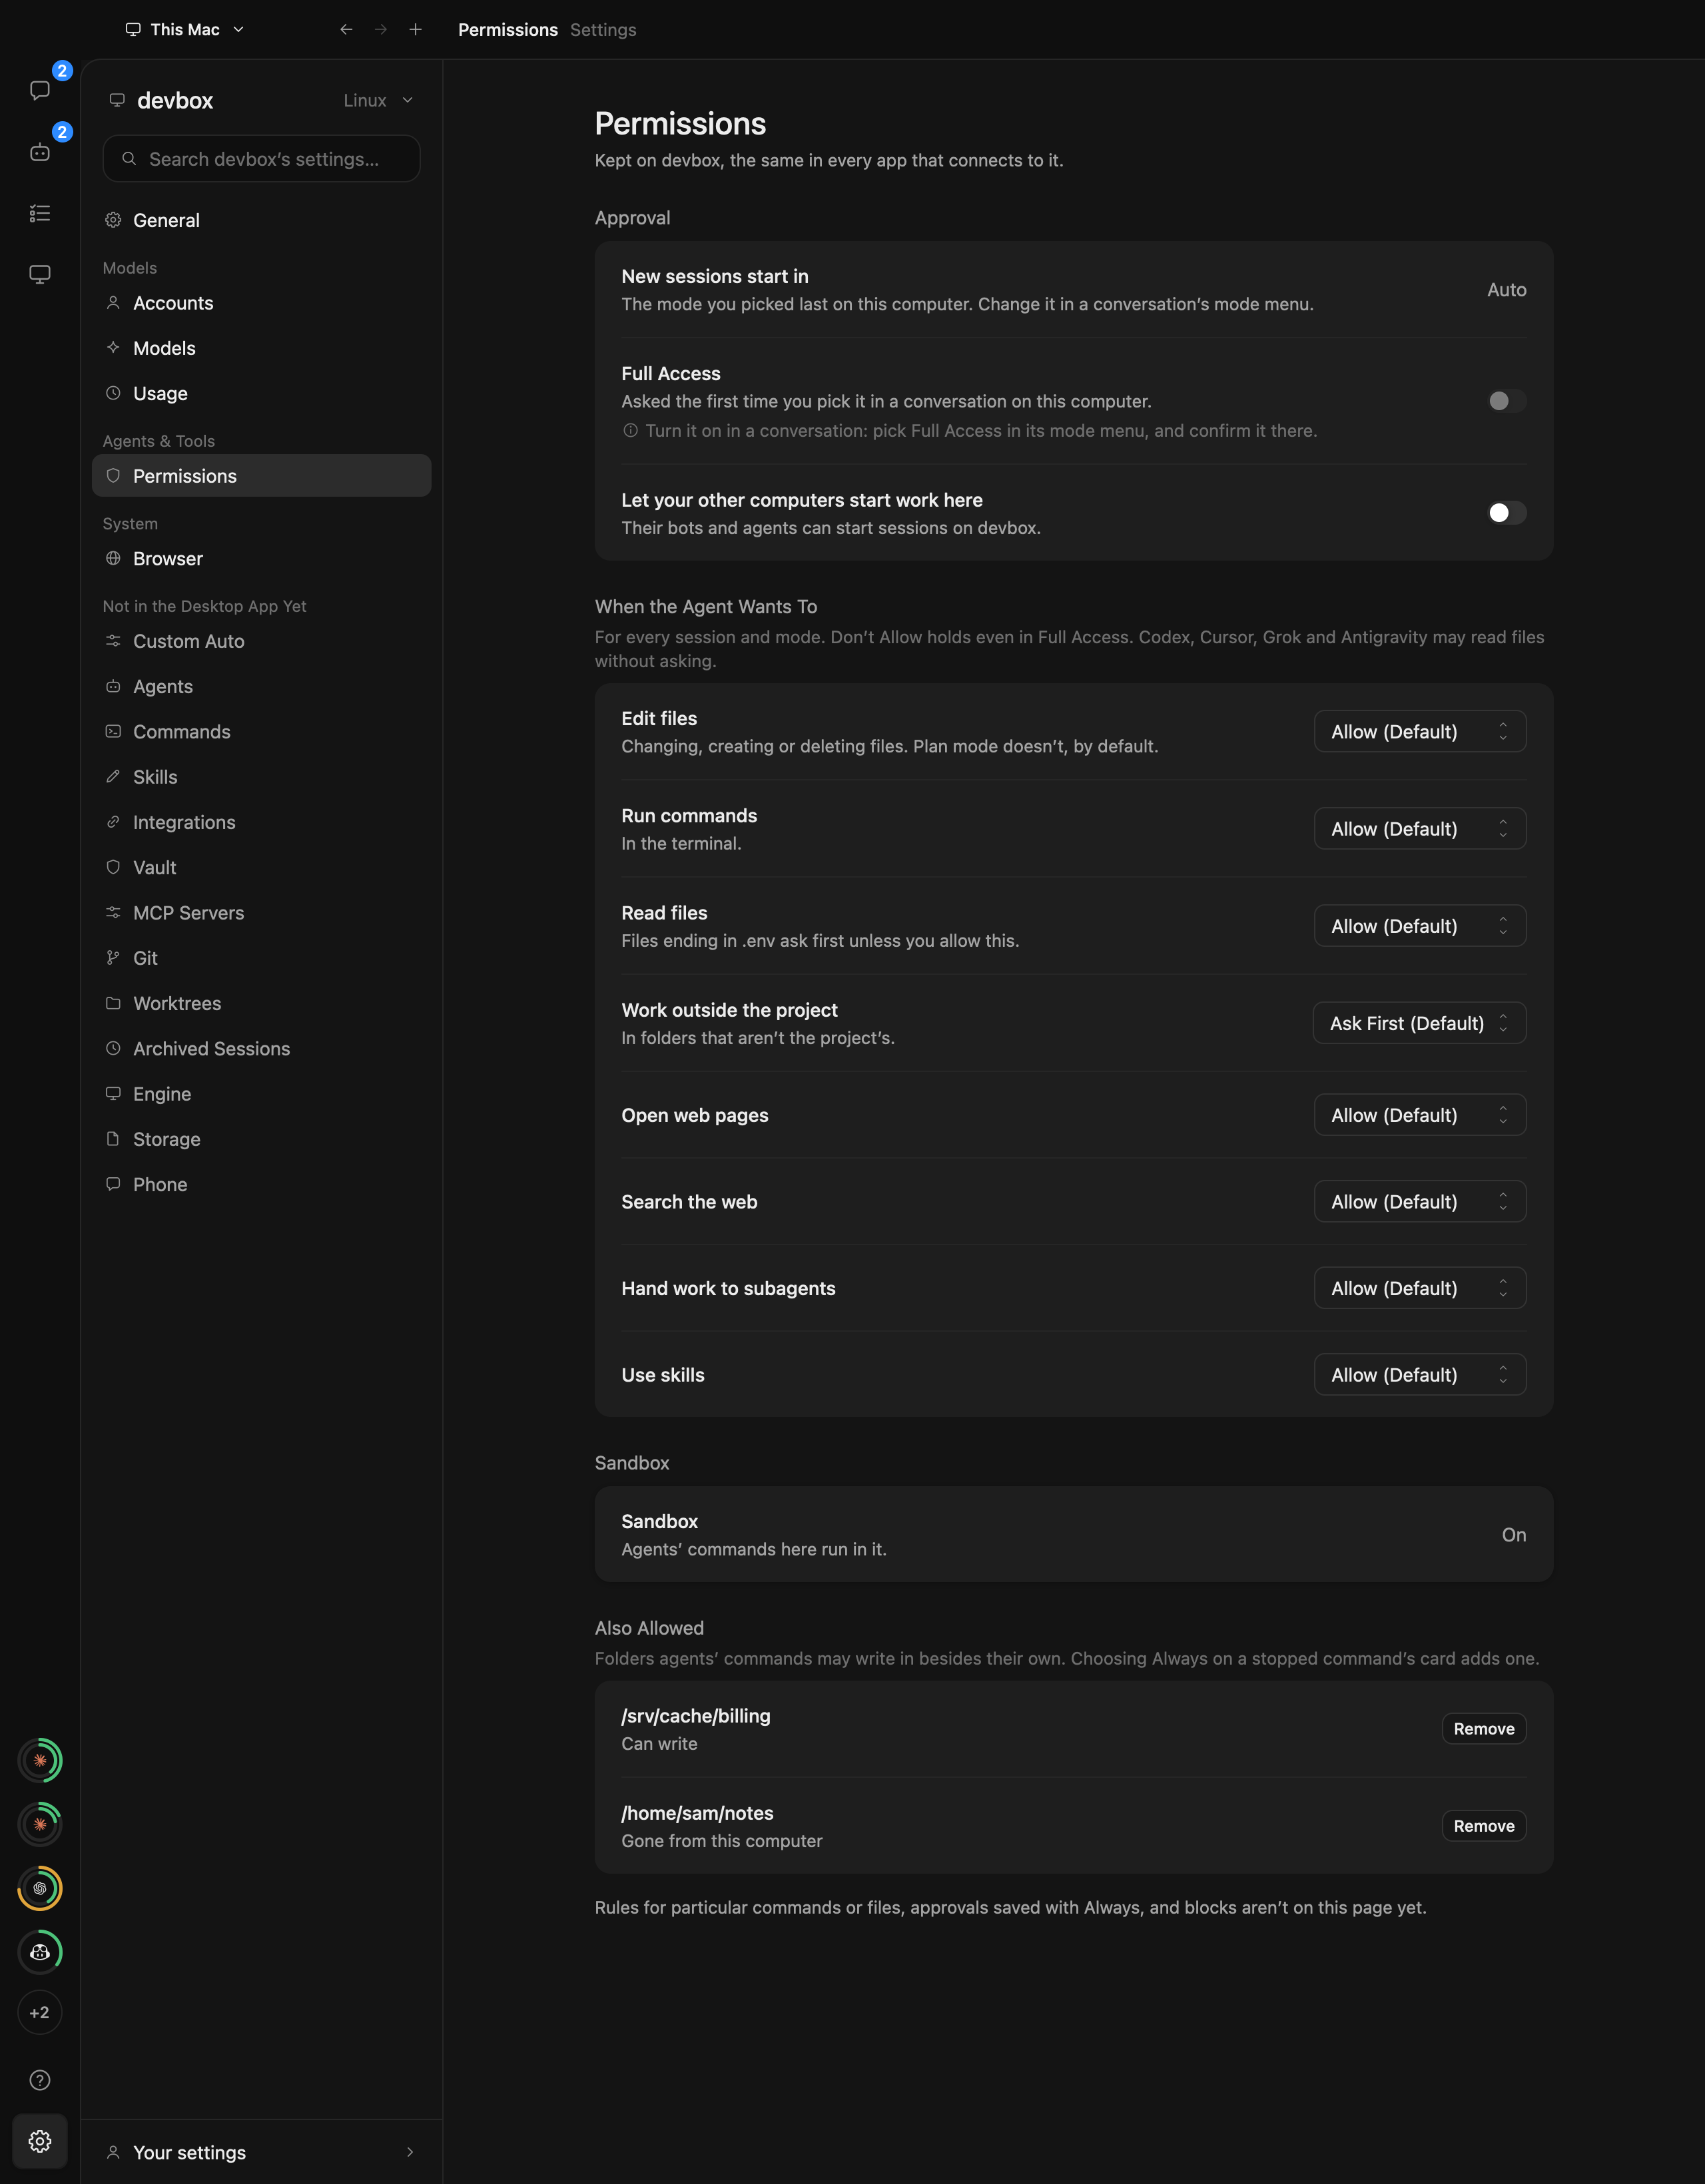 This Mac
Permissions Settings
2
2
devbox Linux
Search devbox’s settings...
General
Models
Accounts
Models
Usage
Agents & Tools
Permissions
System
Browser
Not in the Desktop App Yet
Custom Auto
Agents
Commands
Skills
Integrations
Vault
MCP Servers
Git
Worktrees
Archived Sessions
Engine
Storage
Phone
+2
Your settings
Permissions
Kept on devbox, the same in every app that connects to it.
Approval
New sessions start in
The mode you picked last on this computer. Change it in a conversation’s mode menu.
Auto
Full Access
Asked the first time you pick it in a conversation on this computer.
Turn it on in a conversation: pick Full Access in its mode menu, and confirm it there.
Let your other computers start work here
Their bots and agents can start sessions on devbox.
When the Agent Wants To
For every session and mode. Don’t Allow holds even in Full Access. Codex, Cursor, Grok and Antigravity may read files
without asking.
Edit files
Changing, creating or deleting files. Plan mode doesn’t, by default.
Allow (Default)
Run commands
In the terminal.
Allow (Default)
Read files
Files ending in .env ask first unless you allow this.
Allow (Default)
Work outside the project
In folders that aren’t the project’s.
Ask First (Default)
Open web pages
Allow (Default)
Search the web
Allow (Default)
Hand work to subagents
Allow (Default)
Use skills
Allow (Default)
Sandbox
Sandbox
Agents’ commands here run in it.
On
Also Allowed
Folders agents’ commands may write in besides their own. Choosing Always on a stopped command’s card adds one.
/srv/cache/billing
Can write
Remove
/home/sam/notes
Gone from this computer
Remove
Rules for particular commands or files, approvals saved with Always, and blocks aren’t on this page yet.